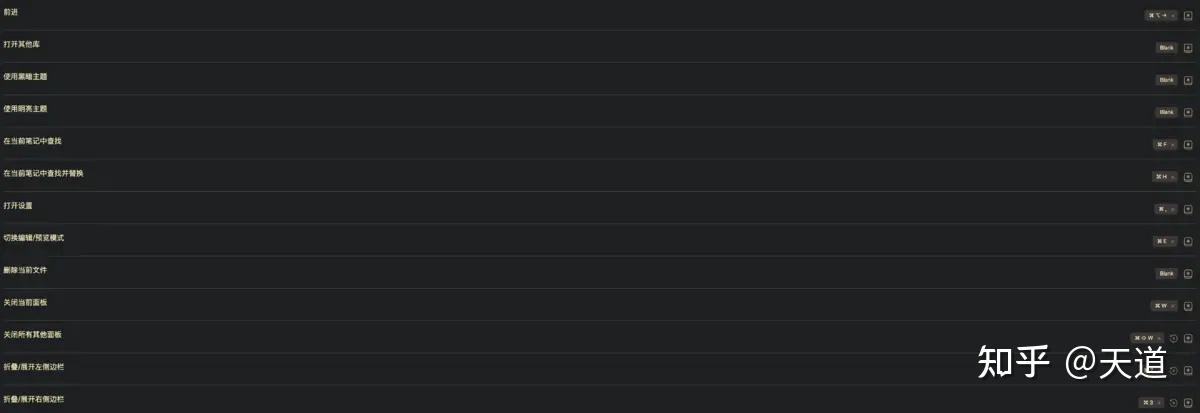 前进 ⌘ ⌥ → ×
打开其他库 Blank
使用黑暗主题 Blank
使用明亮主题 Blank
在当前笔记中查找 ⌘ F ×
在当前笔记中查找并替换 ⌘ H ×
打开设置 ⌘ , ×
切换编辑/预览模式 ⌘ E ×
删除当前文件 Blank
关闭当前面板 ⌘ W ×
关闭所有其他面板 W ×
折叠/展开左侧边栏
折叠/展开右侧边栏 ⌘ 3 ×
知乎 @天道